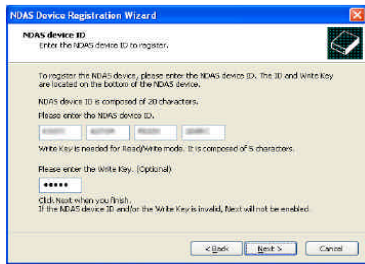 NDAS Device Registration Wizard
NDAS device ID
Enter the NDAS device ID to register.
To register the NDAS device, please enter the NDAS device ID. The ID and Write Key
are located on the bottom of the NDAS device.
NDAS device ID is composed of 20 characters.
Please enter the NDAS device ID.
Write Key is needed for Read/Write mode. It is composed of 5 characters.
Please enter the Write Key. (Optional)
•••••
Click Next when you finish.
If the NDAS device ID and/or the Write Key is invalid, Next will not be enabled.
< Back Next > Cancel